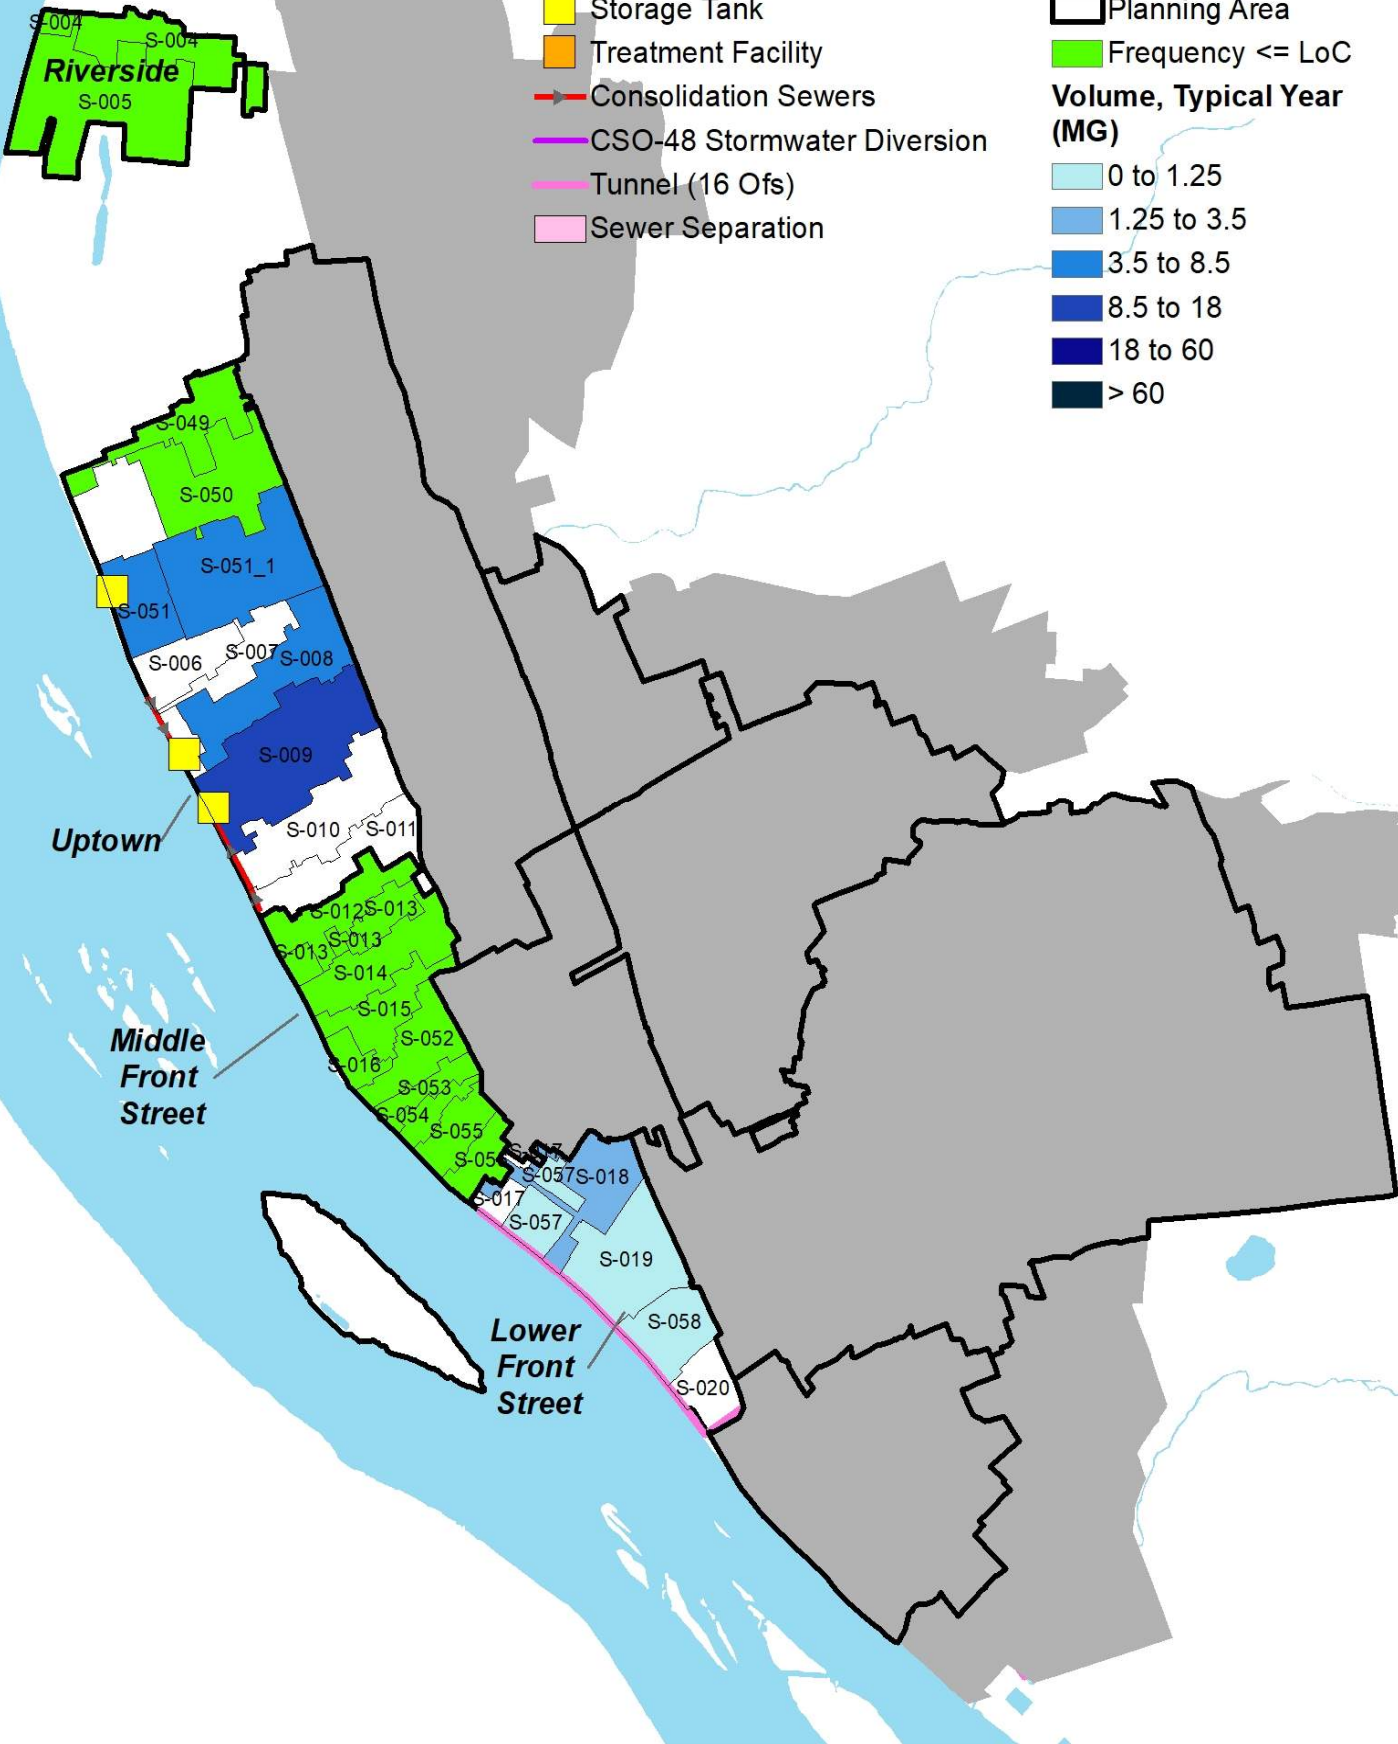 Storage Tank
Treatment Facility
Consolidation Sewers
CSO-48 Stormwater Diversion
Tunnel (16 Ofs)
Sewer Separation
Planning Area
Frequency <= LoC
Volume, Typical Year
(MG)
0 to 1.25
1.25 to 3.5
3.5 to 8.5
8.5 to 18
18 to 60
> 60
S-004
S-004
Riverside
S-005
S-049
S-050
S-051_1
S-051
S-006
S-007
S-008
S-009
Uptown
S-010
S-011
S-012
S-013
S-013
S-013
S-014
S-015
Middle
Front
Street
S-052
S-016
S-053
S-054
S-055
S-05
S-057
S-018
S-017
S-057
S-019
S-058
Lower
Front
Street
S-020